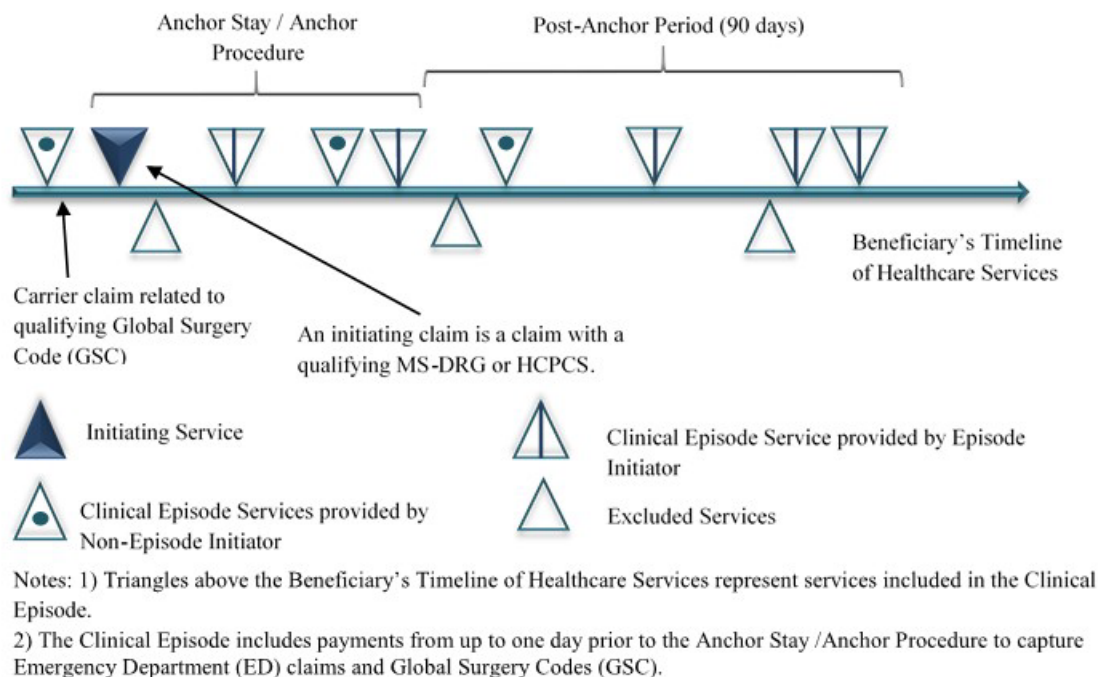 Anchor Stay / Anchor
Procedure
Post-Anchor Period (90 days)
Beneficiary's Timeline
of Healthcare Services
Carrier claim related to
qualifying Global Surgery
Code (GSC)
An initiating claim is a claim with a
qualifying MS-DRG or HCPCS.
Initiating Service
Clinical Episode Service provided by Episode
Initiator
Clinical Episode Services provided by
Non-Episode Initiator
Excluded Services
Notes: 1) Triangles above the Beneficiary's Timeline of Healthcare Services represent services included in the Clinical
Episode.
2) The Clinical Episode includes payments from up to one day prior to the Anchor Stay /Anchor Procedure to capture
Emergency Department (ED) claims and Global Surgery Codes (GSC).